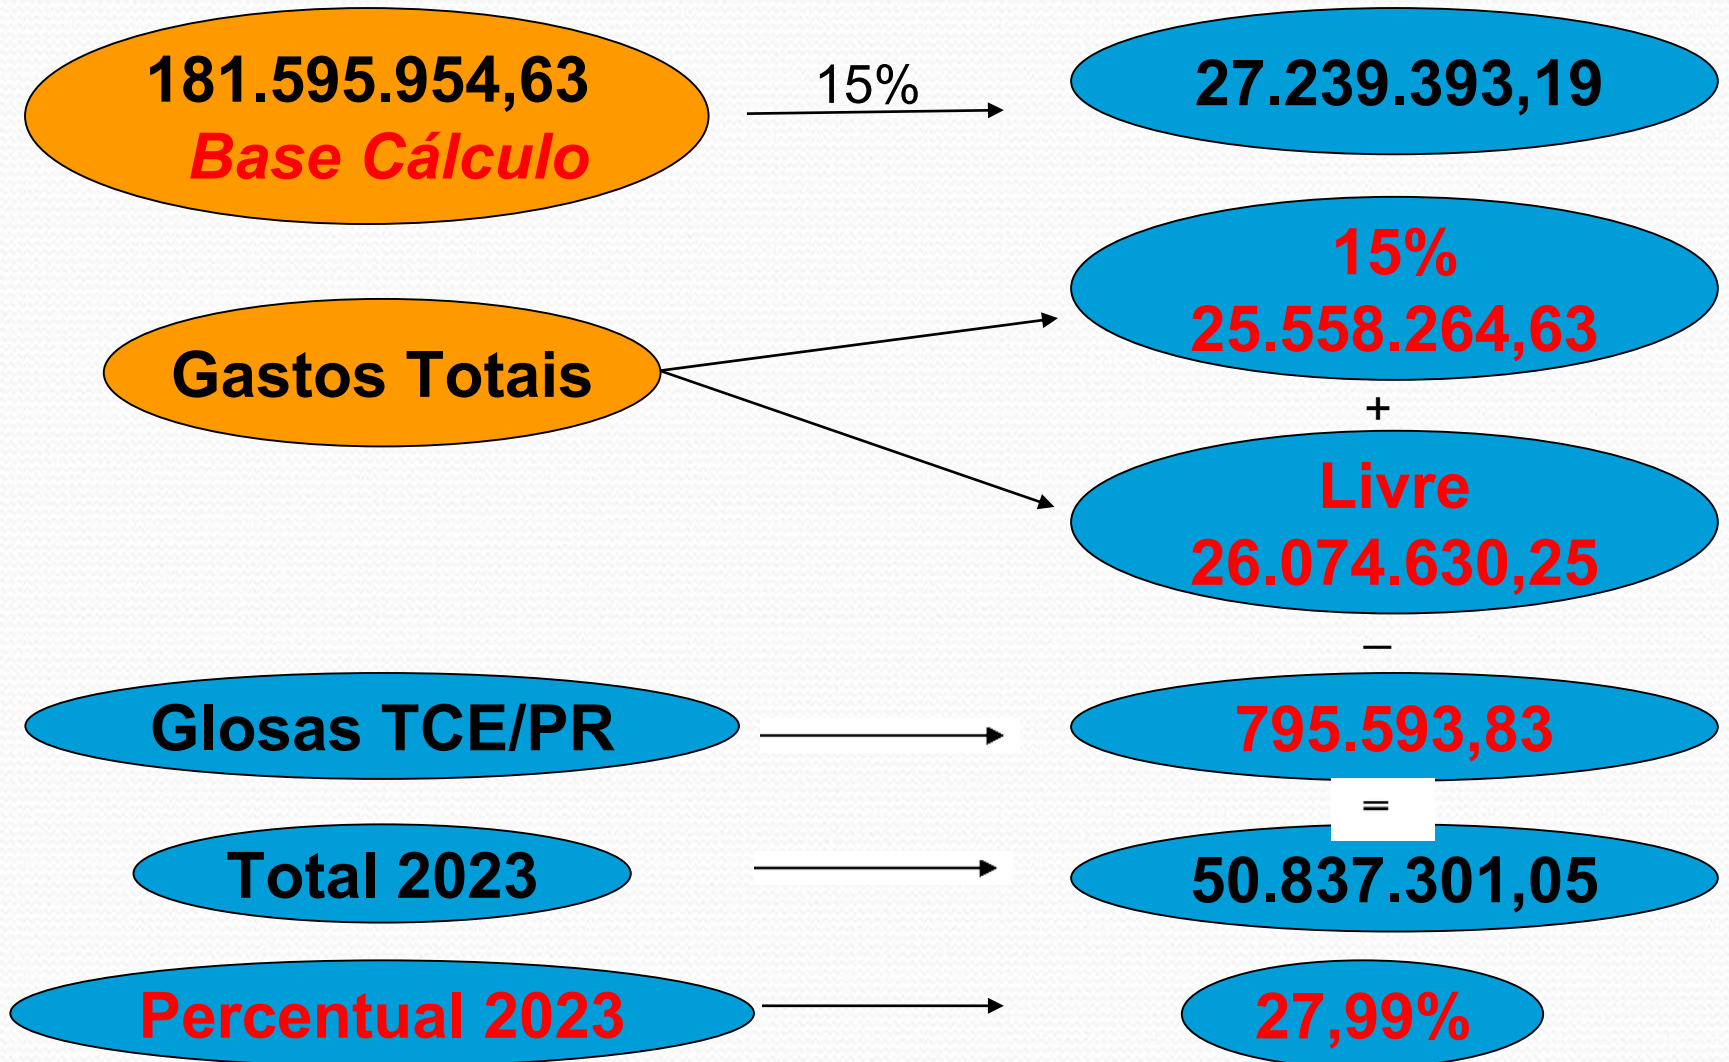 181.595.954,63
Base Cálculo
15%
27.239.393,19
Gastos Totais
15%
25.558.264,63
+
Livre
26.074.630,25
–
Glosas TCE/PR
795.593,83
=
Total 2023
50.837.301,05
Percentual 2023
27,99%